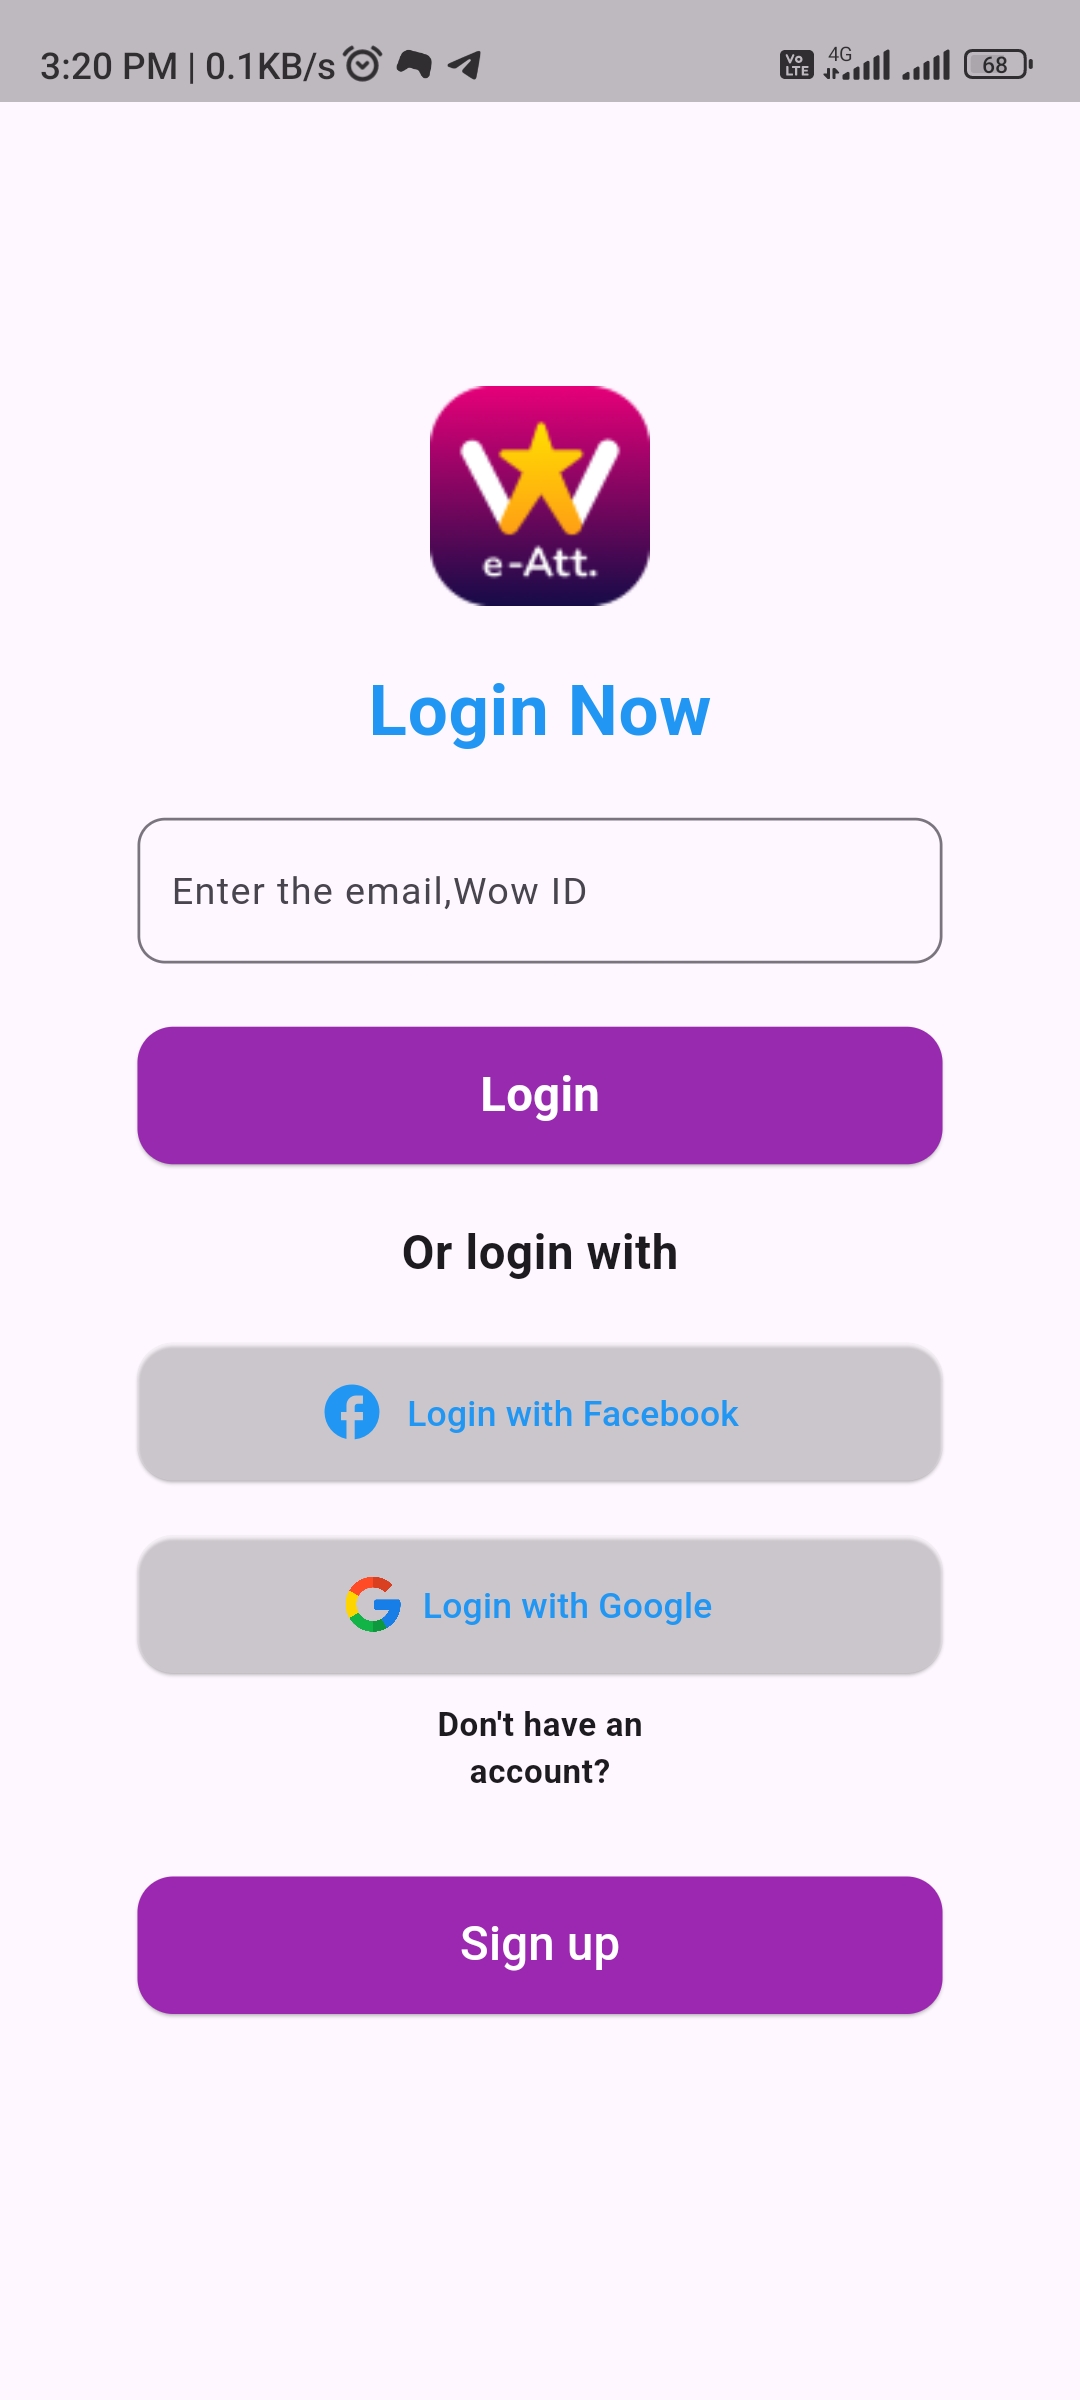 3:20 PM | 0.1KB/s Vo LTE 4G 68
e-Att.
Login Now
Enter the email,Wow ID
Login
Or login with
Login with Facebook
Login with Google
Don't have an
account?
Sign up